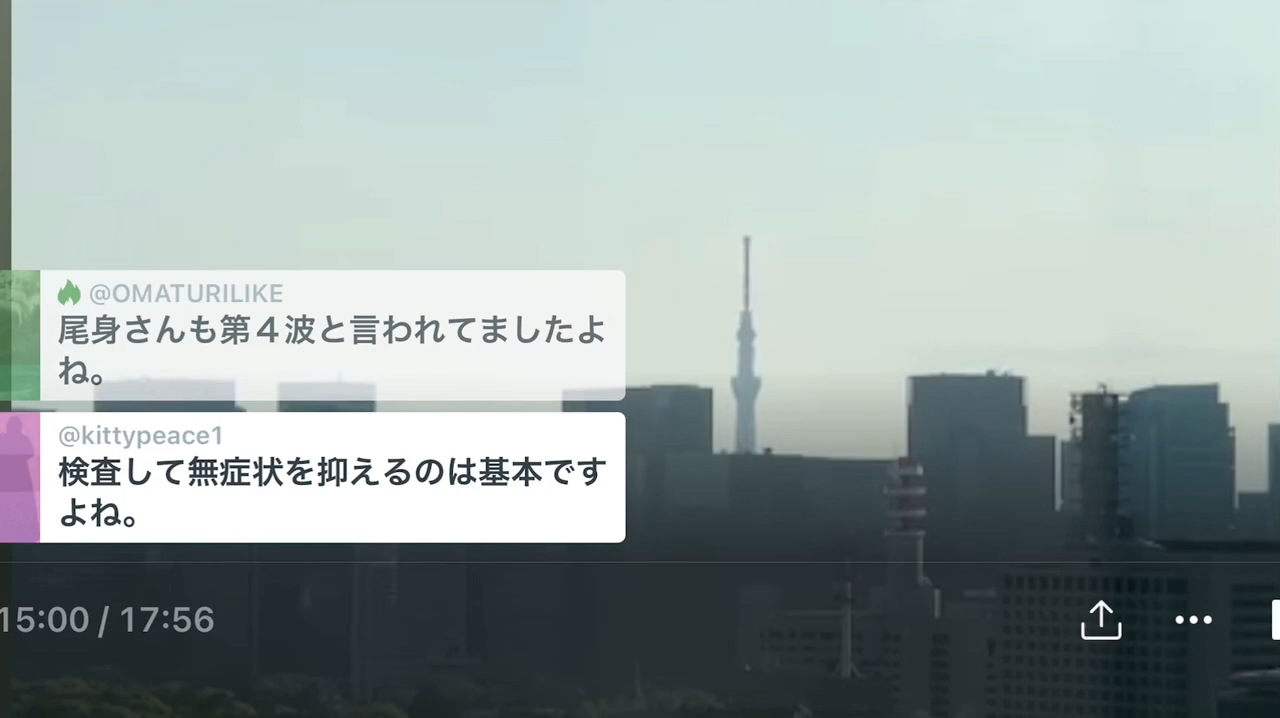 @OMATURILIKE
尾身さんも第４波と言われてましたよ
ね。
@kittypeace1
検査して無症状を抑えるのは基本です
よね。
15:00 / 17:56